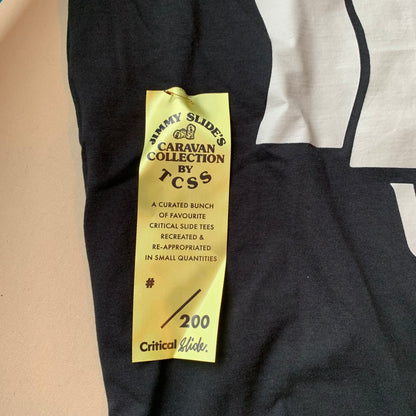 JIMMY SLIDE'S
CARAVAN
COLLECTION
BY
TCSS
A CURATED BUNCH
OF FAVOURITE
CRITICAL SLIDE TEES
RECREATED &
RE-APPROPRIATED
IN SMALL QUANTITIES
#
/200
Critical Slide.